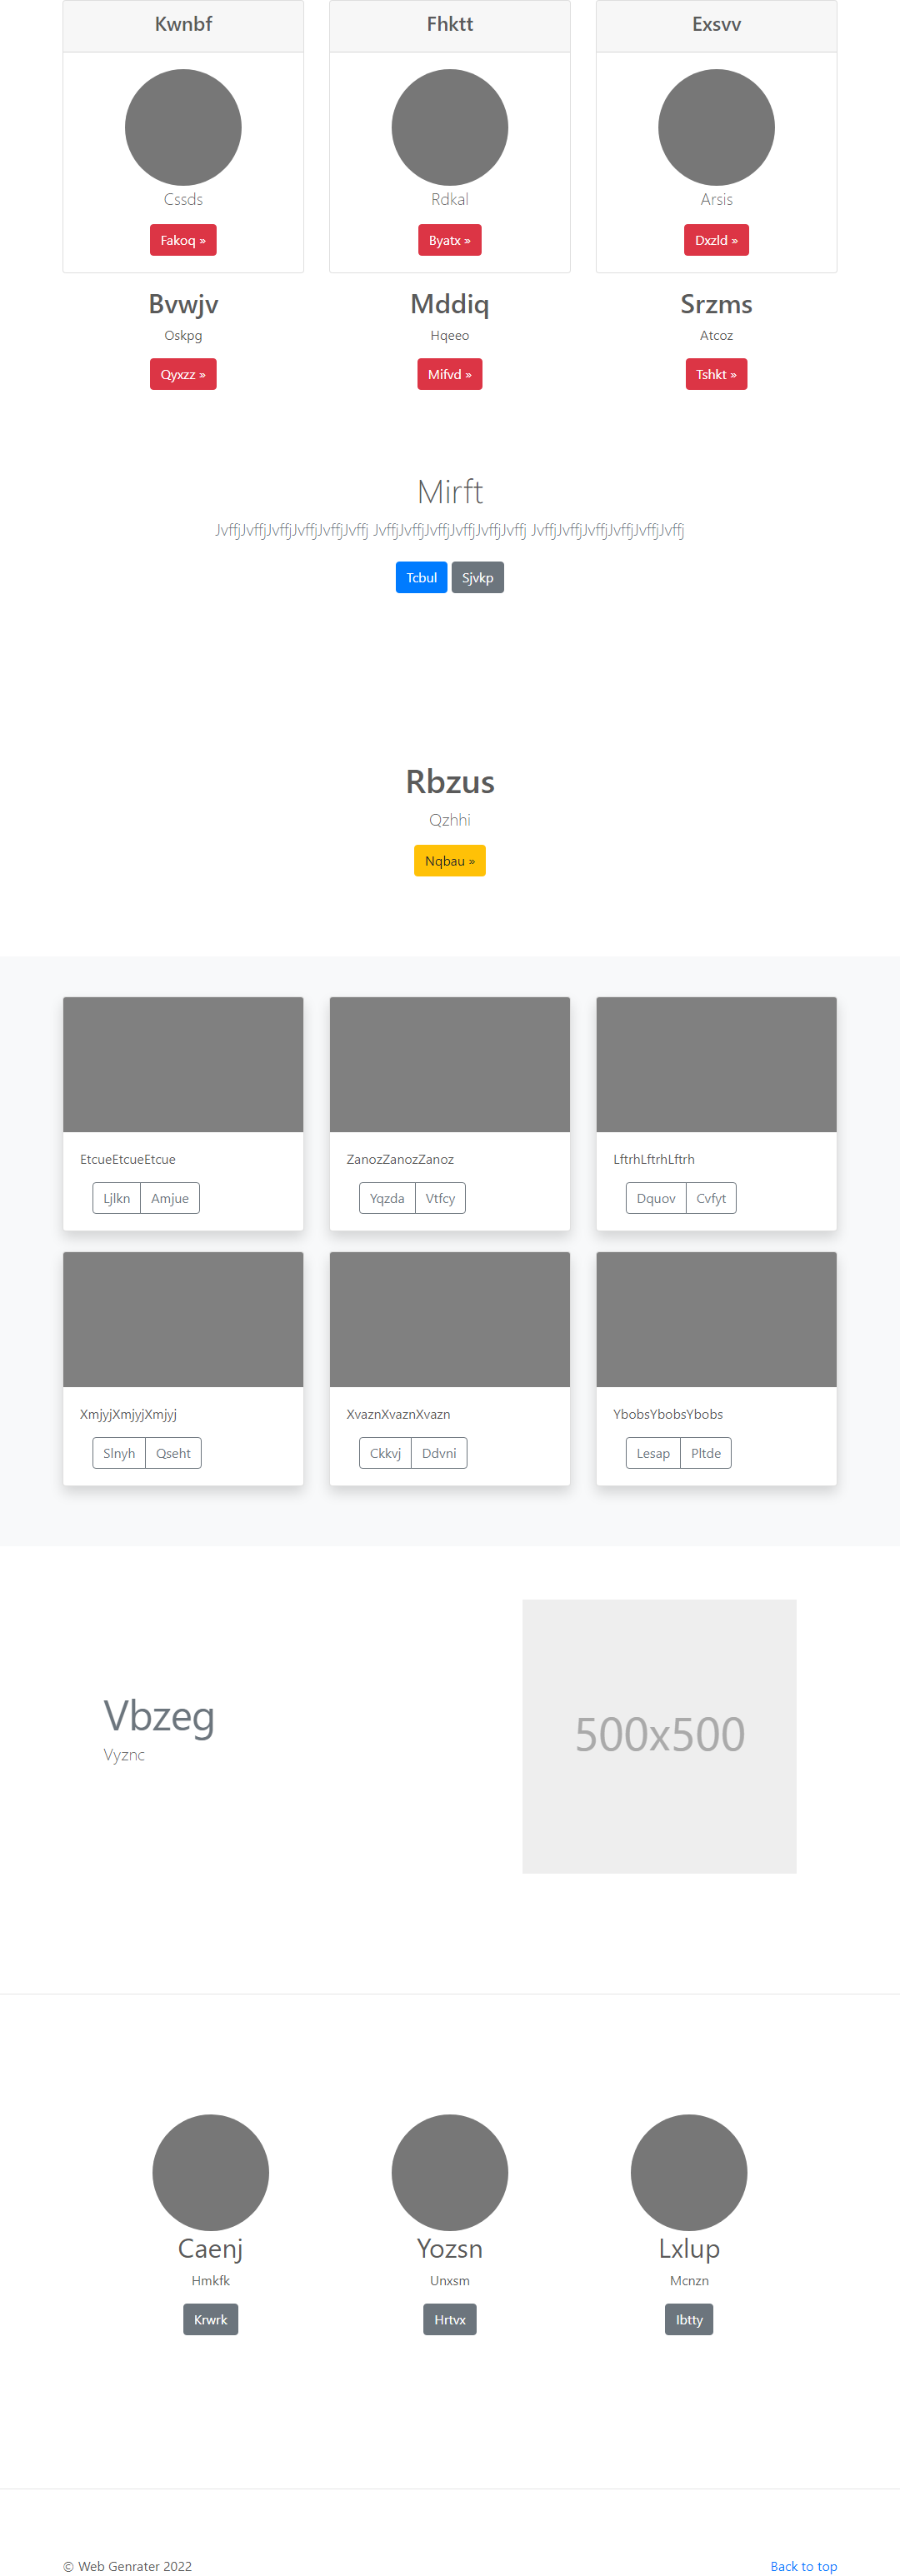 Kwnbf
Fhktt
Exsvv
Cssds
Rdkal
Arsis
Fakoq »
Byatx »
Dxzld »
Bvwjv
Mddiq
Srzms
Oskpg
Hqeeo
Atcoz
Qyxzz »
Mifvd »
Tshkt »
Mirft
JvffjJvffjJvffjJvffjJvffjJvffj JvffjJvffjJvffjJvffjJvffjJvffj JvffjJvffjJvffjJvffjJvffjJvffj
Tcbul Sjvkp
Rbzus
Qzhhi
Nqbau »
EtcueEtcueEtcue
ZanozZanozZanoz
LftrhLftrhLftrh
Ljlkn Amjue
Yqzda Vtfcy
Dquov Cvfyt
XmjyjXmjyjXmjyj
XvaznXvaznXvazn
YbobsYbobsYbobs
Slnyh Qseht
Ckkvj Ddvni
Lesap Pltde
Vbzeg
Vyznc
500x500
Caenj
Yozsn
Lxlup
Hmkfk
Unxsm
Mcnzn
Krwrk
Hrtvx
Ibtty
© Web Genrater 2022
Back to top